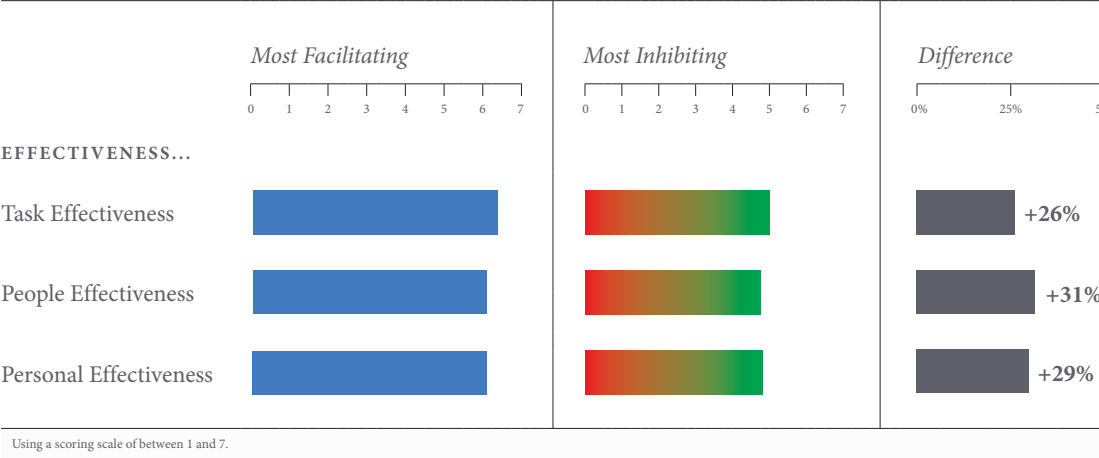 Most Facilitating Most Inhibiting Difference
0 1 2 3 4 5 6 7 0 1 2 3 4 5 6 7 0% 25%
EFFECTIVENESS...
Task Effectiveness +26%
People Effectiveness +31%
Personal Effectiveness +29%
Using a scoring scale of between 1 and 7.